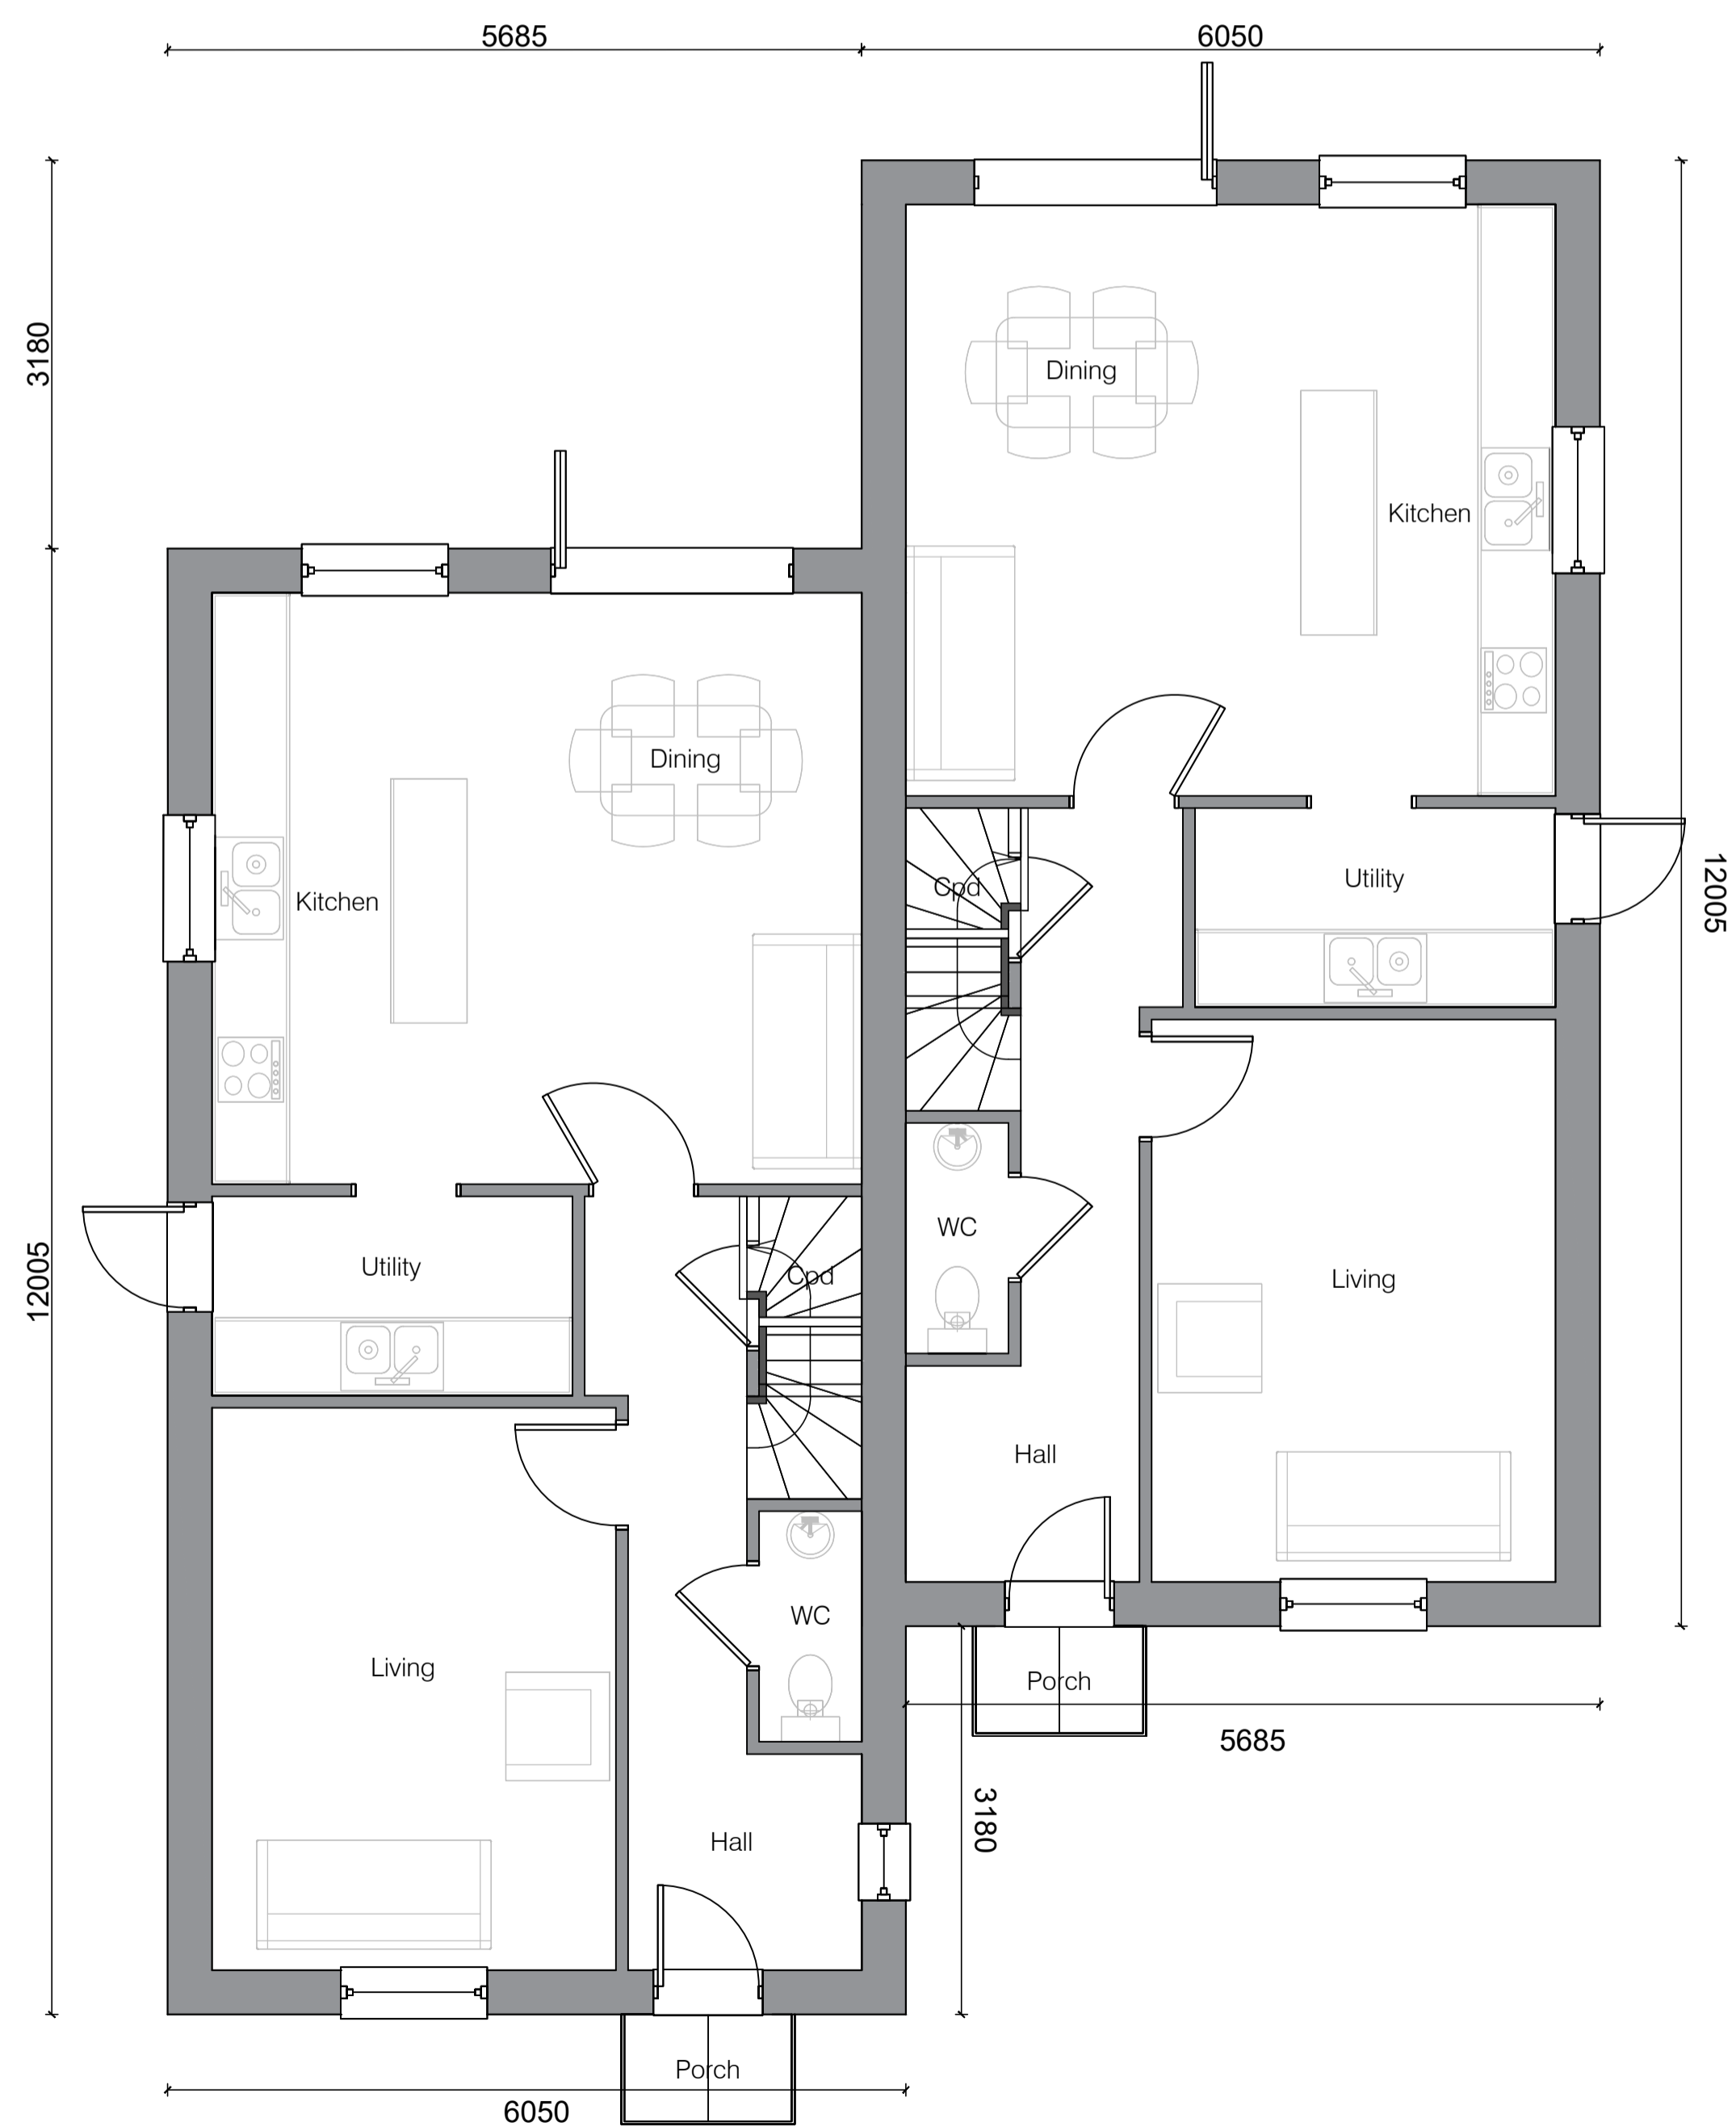 5685
6050
3180
Dining
Kitchen
Dining
Utility
Cpd
12005
Kitchen
WC
Utility
Cpd
12005
Living
Hall
WC
Living
Porch
5685
3180
Hall
Porch
6050